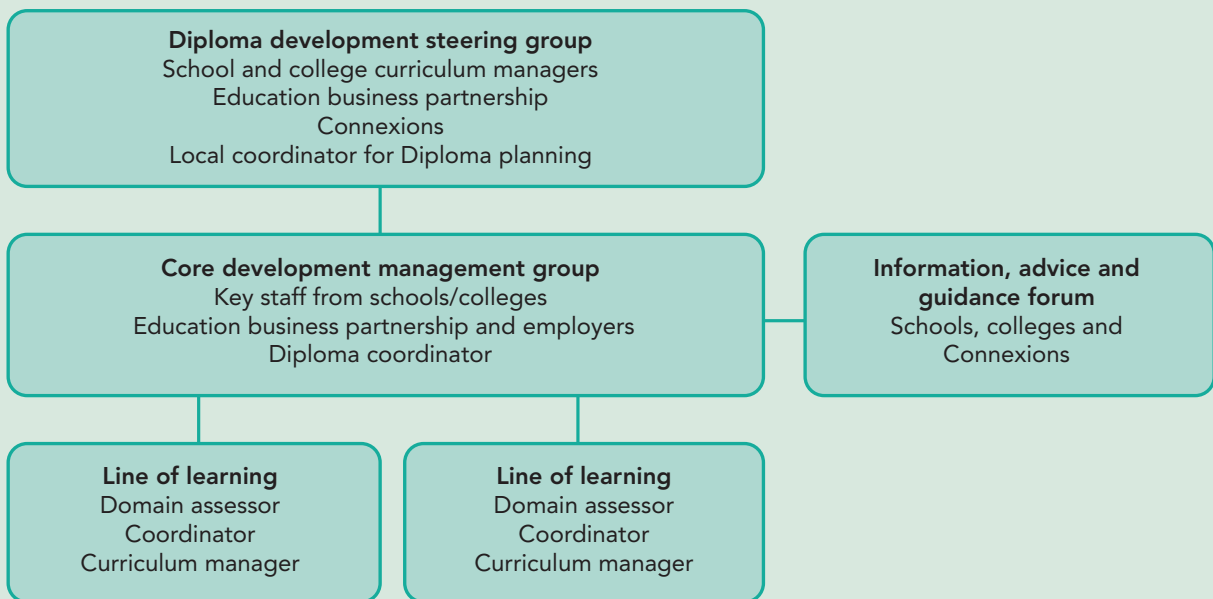 Diploma development steering group
School and college curriculum managers
Education business partnership
Connexions
Local coordinator for Diploma planning
Core development management group
Key staff from schools/colleges
Education business partnership and employers
Diploma coordinator
Information, advice and
guidance forum
Schools, colleges and
Connexions
Line of learning
Domain assessor
Coordinator
Curriculum manager
Line of learning
Domain assessor
Coordinator
Curriculum manager